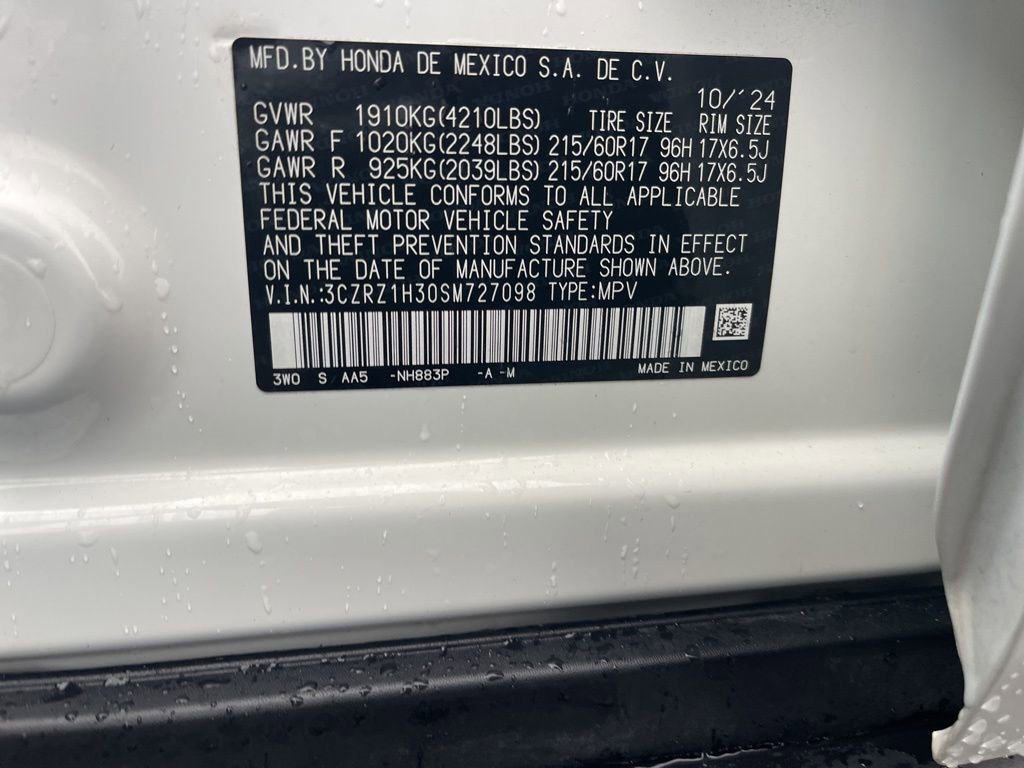 MFD.BY HONDA DE MEXICO S.A. DE C.V.
10/´24
GVWR 1910KG(4210LBS) TIRE SIZE RIM SIZE
GAWR F 1020KG(2248LBS) 215/60R17 96H 17X6.5J
GAWR R 925KG(2039LBS) 215/60R17 96H 17X6.5J
THIS VEHICLE CONFORMS TO ALL APPLICABLE
FEDERAL MOTOR VEHICLE SAFETY
AND THEFT PREVENTION STANDARDS IN EFFECT
ON THE DATE OF MANUFACTURE SHOWN ABOVE.
V.I.N.:3CZRZ1H30SM727098 TYPE:MPV
3W0 S AA5 -NH883P -A -M MADE IN MEXICO